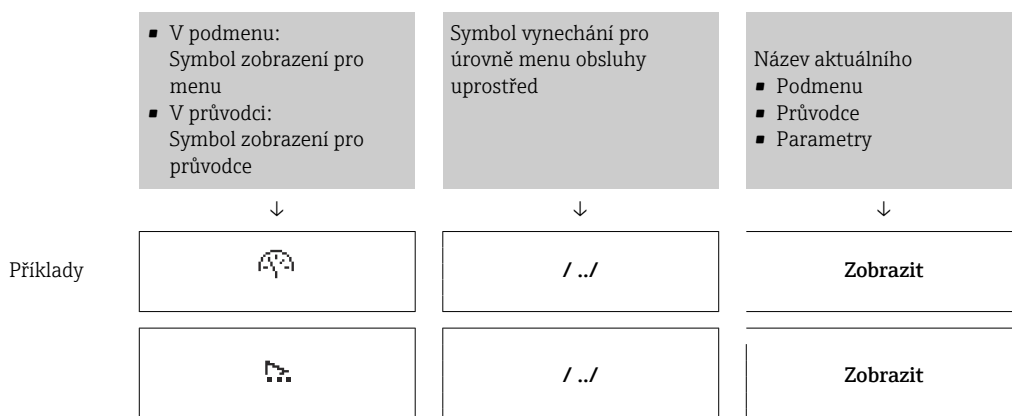 ▪ V podmenu:
Symbol zobrazení pro
menu
▪ V průvodci:
Symbol zobrazení pro
průvodce
Symbol vynechání pro
úrovně menu obsluhy
uprostřed
Název aktuálního
▪ Podmenu
▪ Průvodce
▪ Parametry
↓ ↓ ↓
Příklady / ../ Zobrazit
/ ../ Zobrazit